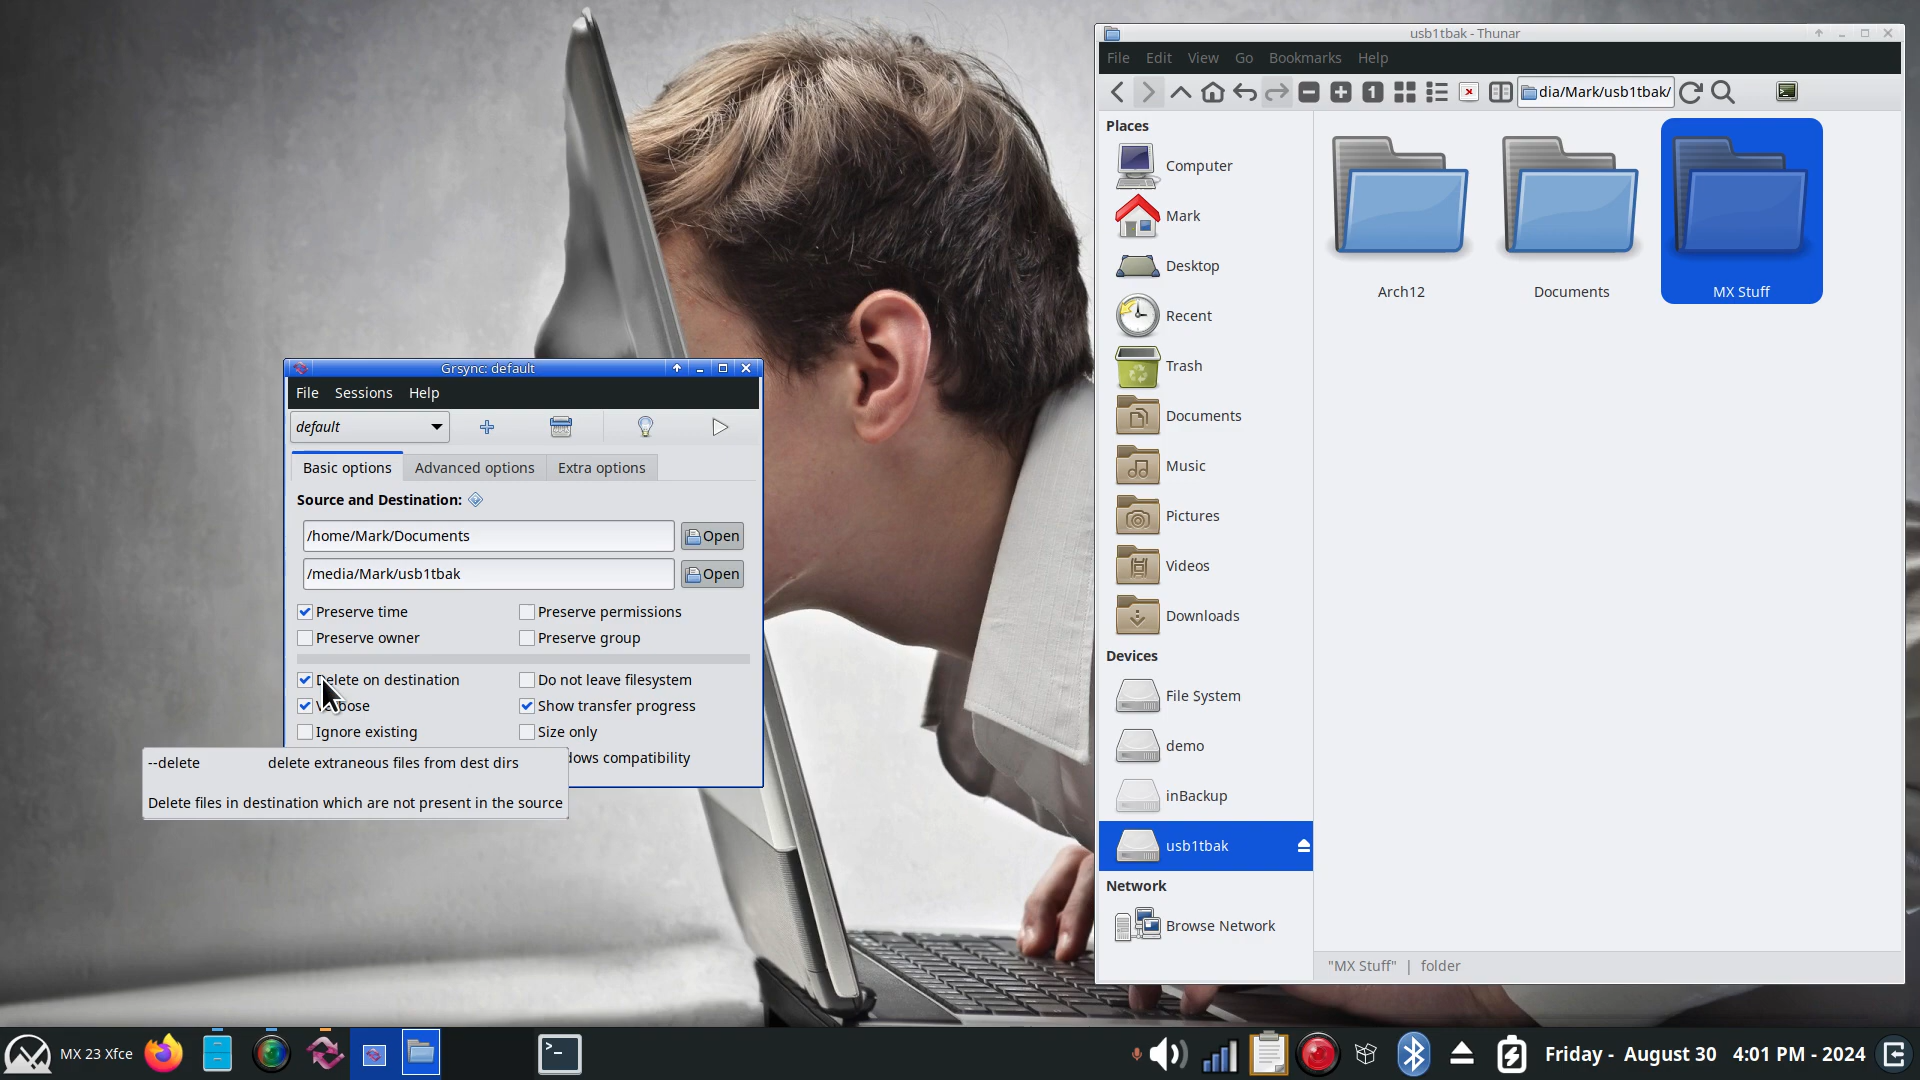 usb1tbak - Thunar
File Edit View Go Bookmarks Help
1 dia/Mark/usb1tbak/
Places
Computer
Mark
Desktop
Recent
Trash
Documents
Music
Pictures
Videos
Downloads
Devices
File System
demo
inBackup
usb1tbak
Network
Browse Network
Arch12 Documents MX Stuff
"MX Stuff" | folder
Grsync: default
File Sessions Help
default
Basic options Advanced options Extra options
Source and Destination:
/home/Mark/Documents Open
/media/Mark/usb1tbak Open
Preserve time Preserve permissions
Preserve owner Preserve group
Delete on destination Do not leave filesystem
Show transfer progress
Ignore existing Size only
dows compatibility
--delete delete extraneous files from dest dirs
Delete files in destination which are not present in the source
MX 23 Xfce Friday - August 30 4:01 PM - 2024